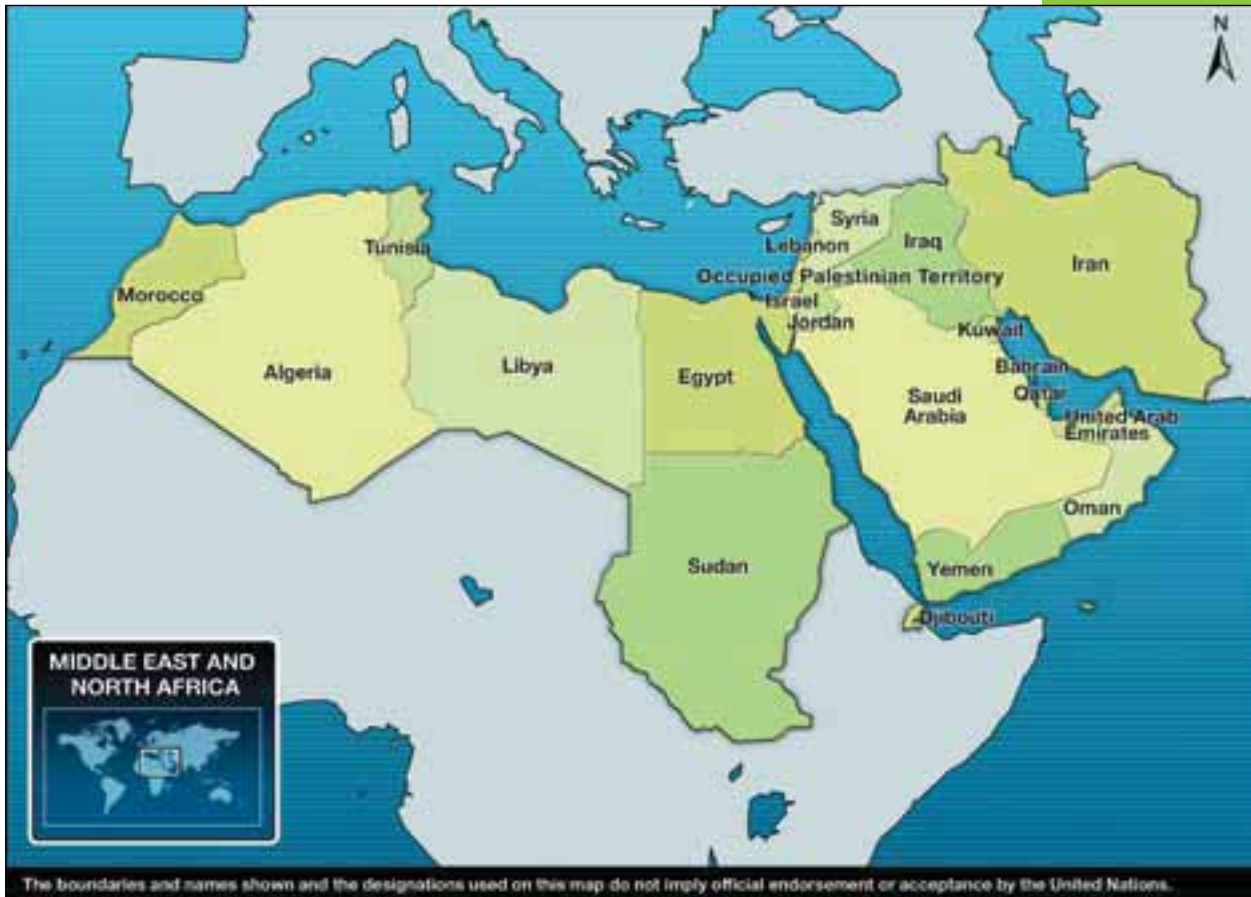 N
Syria
Lebanon
Iraq
Iran
Tunisia
Occupied Palestinian Territory
Morocco
Israel
Jordan
Kuwait
Algeria
Libya
Egypt
Bahrain
Qatar
Saudi
Arabia
United Arab
Emirates
Oman
Sudan
Yemen
Djibouti
MIDDLE EAST AND
NORTH AFRICA
The boundaries and names shown and the designations used on this map do not imply official endorsement or acceptance by the United Nations.